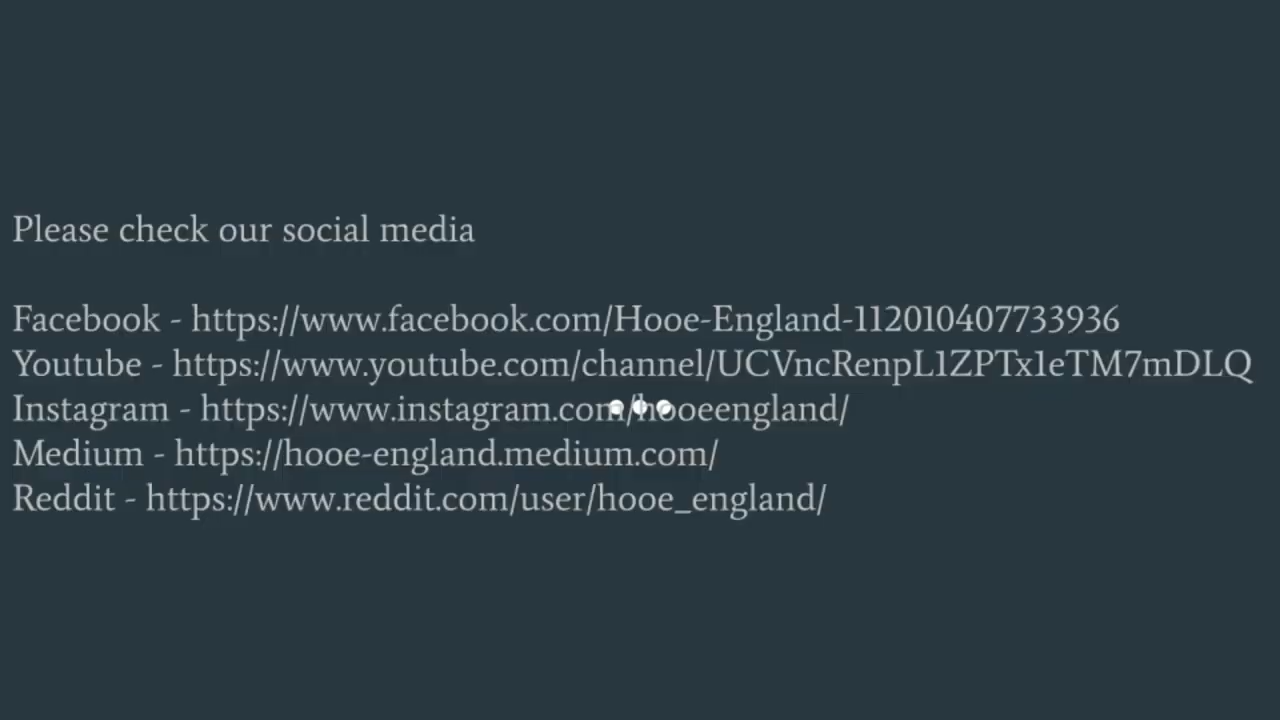 Please check our social media
Facebook - https://www.facebook.com/Hooe-England-112010407733936
Youtube - https://www.youtube.com/channel/UCVncRenpL1ZPTx1eTM7mDLQ
Instagram - https://www.instagram.com/hooeengland/
Medium - https://hooe-england.medium.com/
Reddit - https://www.reddit.com/user/hooe_england/